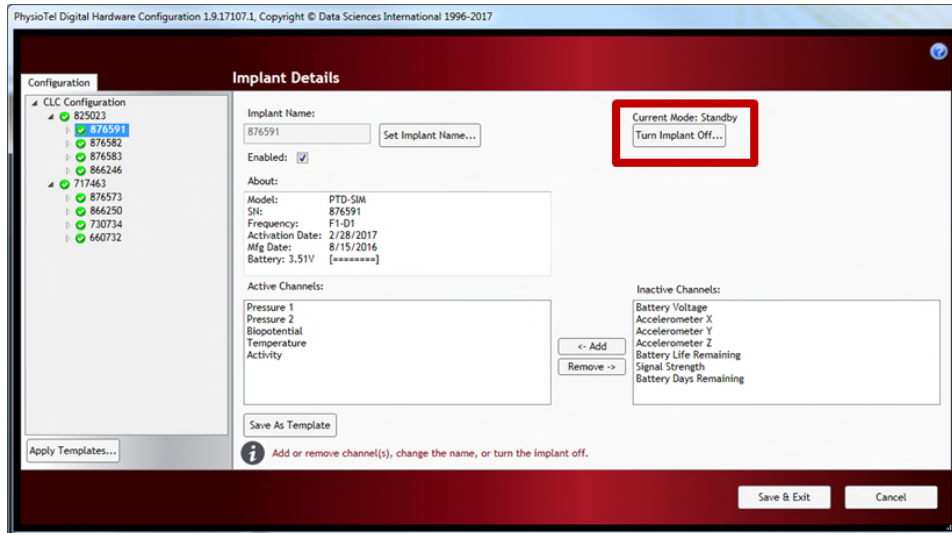 PhysioTel Digital Hardware Configuration 1.9.17107.1, Copyright © Data Sciences International 1996-2017
Configuration
CLC Configuration
825023
876591
876582
876583
866246
717463
876573
866250
730734
660732
Apply Templates...
Implant Details
Implant Name:
876591
Set Implant Name...
Enabled:
Current Mode: Standby
Turn Implant Off...
About:
Model: PTD-SIM
SN: 876591
Frequency: F1-D1
Activation Date: 2/28/2017
Mfg Date: 8/15/2016
Battery: 3.51V [========]
Active Channels:
Pressure 1
Pressure 2
Biopotential
Temperature
Activity
<- Add
Remove ->
Inactive Channels:
Battery Voltage
Accelerometer X
Accelerometer Y
Accelerometer Z
Battery Life Remaining
Signal Strength
Battery Days Remaining
Save As Template
Add or remove channel(s), change the name, or turn the implant off.
Save & Exit
Cancel